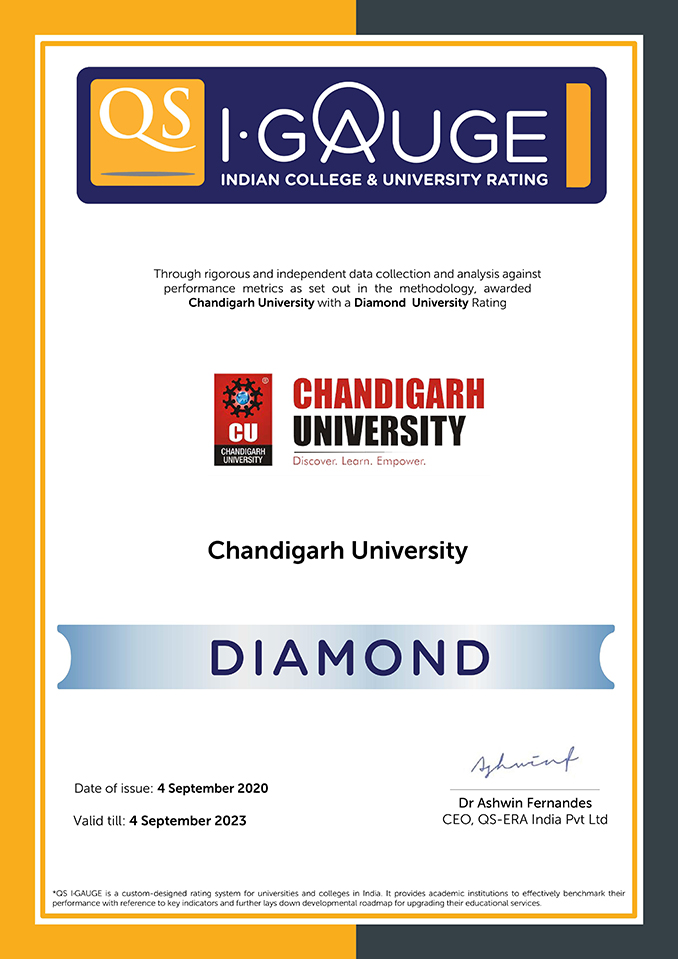 QS I·GAUGE
INDIAN COLLEGE & UNIVERSITY RATING
Through rigorous and independent data collection and analysis against
performance metrics as set out in the methodology, awarded
Chandigarh University with a Diamond University Rating
®
CU
CHANDIGARH
UNIVERSITY
CHANDIGARH
UNIVERSITY
Discover. Learn. Empower.
Chandigarh University
DIAMOND
Ashwinf
Date of issue: 4 September 2020
Valid till: 4 September 2023
Dr Ashwin Fernandes
CEO, QS-ERA India Pvt Ltd
*QS I·GAUGE is a custom-designed rating system for universities and colleges in India. It provides academic institutions to effectively benchmark their
performance with reference to key indicators and further lays down developmental roadmap for upgrading their educational services.